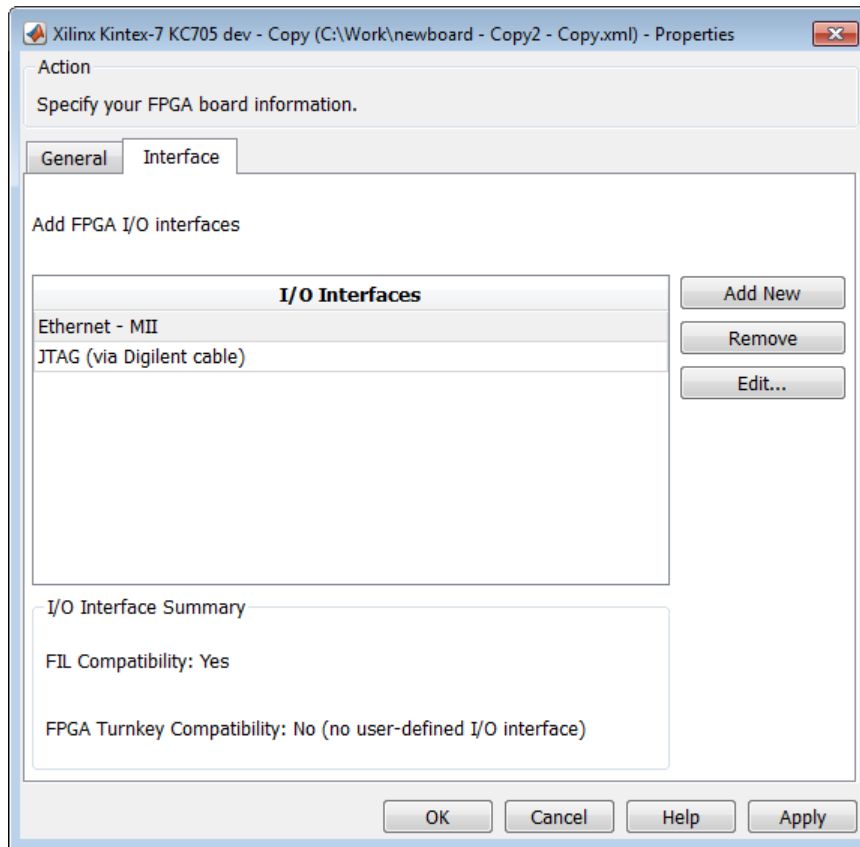 Xilinx Kintex-7 KC705 dev - Copy (C:\Work\newboard - Copy2 - Copy.xml) - Properties
Action
Specify your FPGA board information.
General Interface
Add FPGA I/O interfaces
I/O Interfaces
Ethernet - MII
JTAG (via Digilent cable)
Add New
Remove
Edit...
I/O Interface Summary
FIL Compatibility: Yes
FPGA Turnkey Compatibility: No (no user-defined I/O interface)
OK Cancel Help Apply